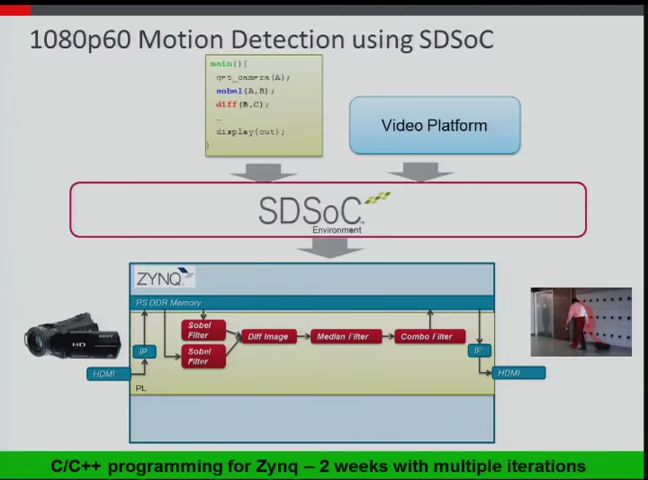 1080p60 Motion Detection using SDSoC
main(){
get_camera(A);
sobel(A,B);
diff(B,C);
…
display(out);
}
Video Platform
SDSoC
Environment
ZYNQ
PS DDR Memory
Sobel
Filter
Diff Image
Median Filter
Combo Filter
Sobel
Filter
IP
IP
HD
HDMI
HDMI
PL
C/C++ programming for Zynq – 2 weeks with multiple iterations